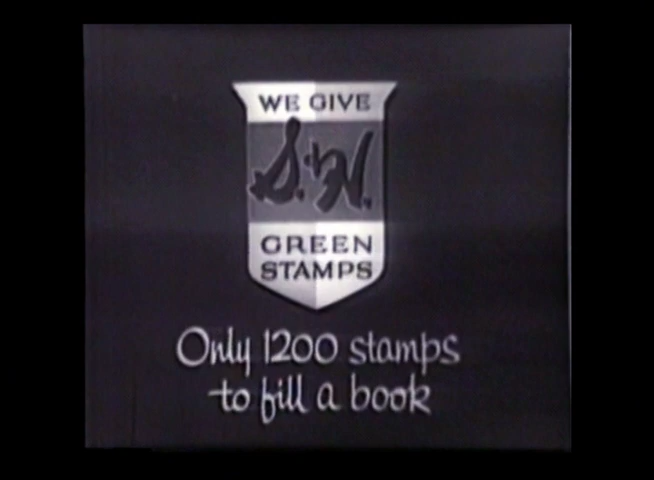 WE GIVE
S.&H.
GREEN
STAMPS
Only 1200 stamps
to fill a book